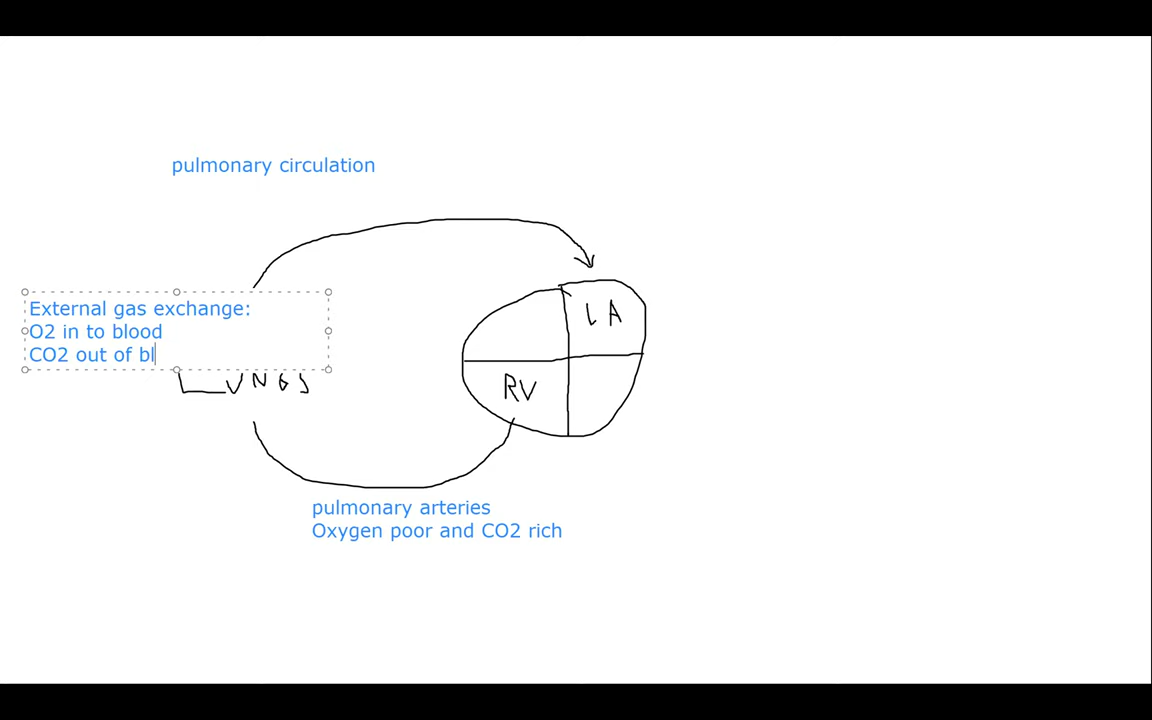 pulmonary circulation
External gas exchange:
O2 in to blood
CO2 out of bl
LUNGS
LA
RV
pulmonary arteries
Oxygen poor and CO2 rich